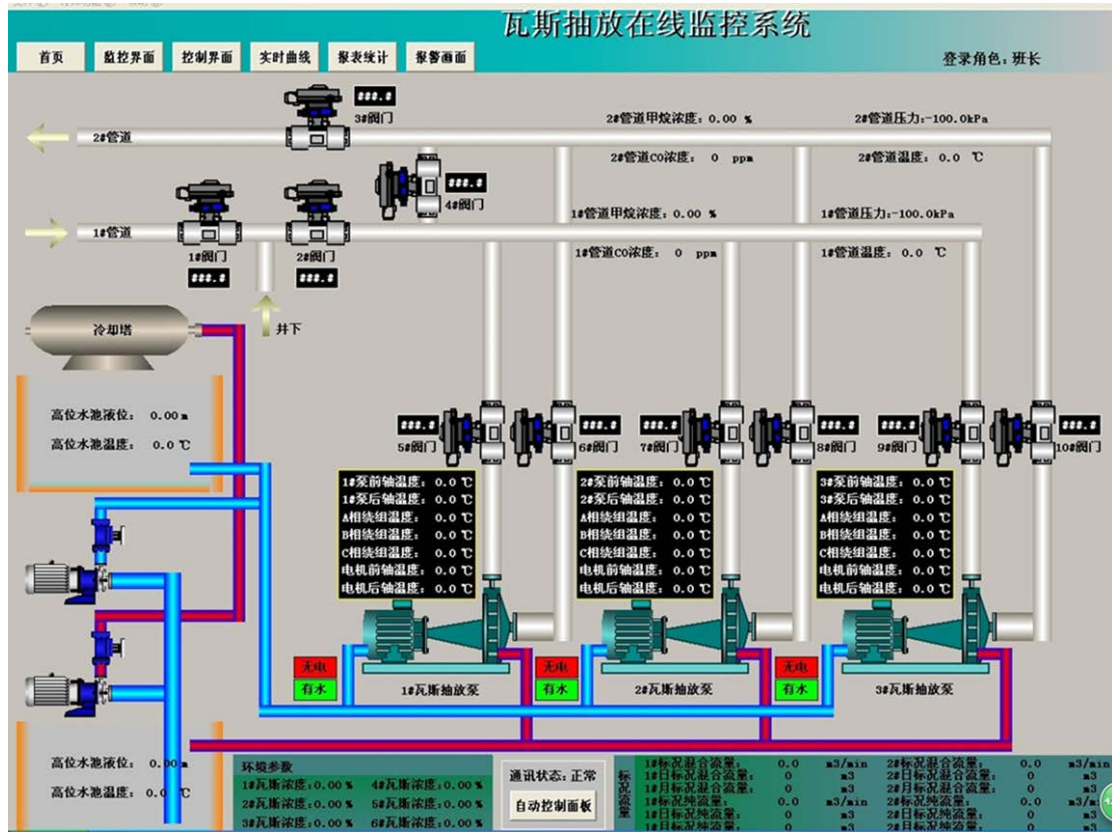 瓦斯抽放在线监控系统
首页 监控界面 控制界面 实时曲线 报表统计 报警画面
登录角色：班长
###.#
3#阀门
2#管道甲烷浓度：0.00 % 2#管道压力：-100.0kPa
2#管道
2#管道CO浓度： 0 ppm 2#管道温度： 0.0 ℃
###.#
4#阀门
1#管道甲烷浓度：0.00 % 1#管道压力：-100.0kPa
1#管道
1#阀门 2#阀门
1#管道CO浓度： 0 ppm 1#管道温度： 0.0 ℃
###.# ###.#
井下
冷却塔
高位水池液位： 0.00 m
高位水池温度： 0.0 ℃
###.# ###.# ###.# ###.# ###.# ###.#
5#阀门 6#阀门 7#阀门 8#阀门 9#阀门 10#阀门
1#泵前轴温度： 0.0 ℃
1#泵后轴温度： 0.0 ℃
A相绕组温度： 0.0 ℃
B相绕组温度： 0.0 ℃
C相绕组温度： 0.0 ℃
电机前轴温度： 0.0 ℃
电机后轴温度： 0.0 ℃
2#泵前轴温度： 0.0 ℃
2#泵后轴温度： 0.0 ℃
A相绕组温度： 0.0 ℃
B相绕组温度： 0.0 ℃
C相绕组温度： 0.0 ℃
电机前轴温度： 0.0 ℃
电机后轴温度： 0.0 ℃
3#泵前轴温度： 0.0 ℃
3#泵后轴温度： 0.0 ℃
A相绕组温度： 0.0 ℃
B相绕组温度： 0.0 ℃
C相绕组温度： 0.0 ℃
电机前轴温度： 0.0 ℃
电机后轴温度： 0.0 ℃
无电 无电 无电
有水 有水 有水
1#瓦斯抽放泵 2#瓦斯抽放泵 3#瓦斯抽放泵
高位水池液位： 0.00 m
高位水池温度： 0.0 ℃
环境参数
1#瓦斯浓度：0.00 % 4#瓦斯浓度：0.00 %
2#瓦斯浓度：0.00 % 5#瓦斯浓度：0.00 %
3#瓦斯浓度：0.00 % 6#瓦斯浓度：0.00 %
通讯状态：正常
自动控制面板
标况流量
1#标况混合流量： 0.0 m3/min 2#标况混合流量： 0.0 m3/min
1#日标况混合流量： 0 m3 2#日标况混合流量： 0 m3
1#月标况混合流量： 0 m3 2#月标况混合流量： 0 m3
1#标况纯流量： 0.0 m3/min 2#标况纯流量： 0.0 m3/
1#日标况纯流量： 0 m3 2#日标况纯流量： 0 m3
1#月标况纯流量： 0 m3 2#月标况纯流量： 0 m3